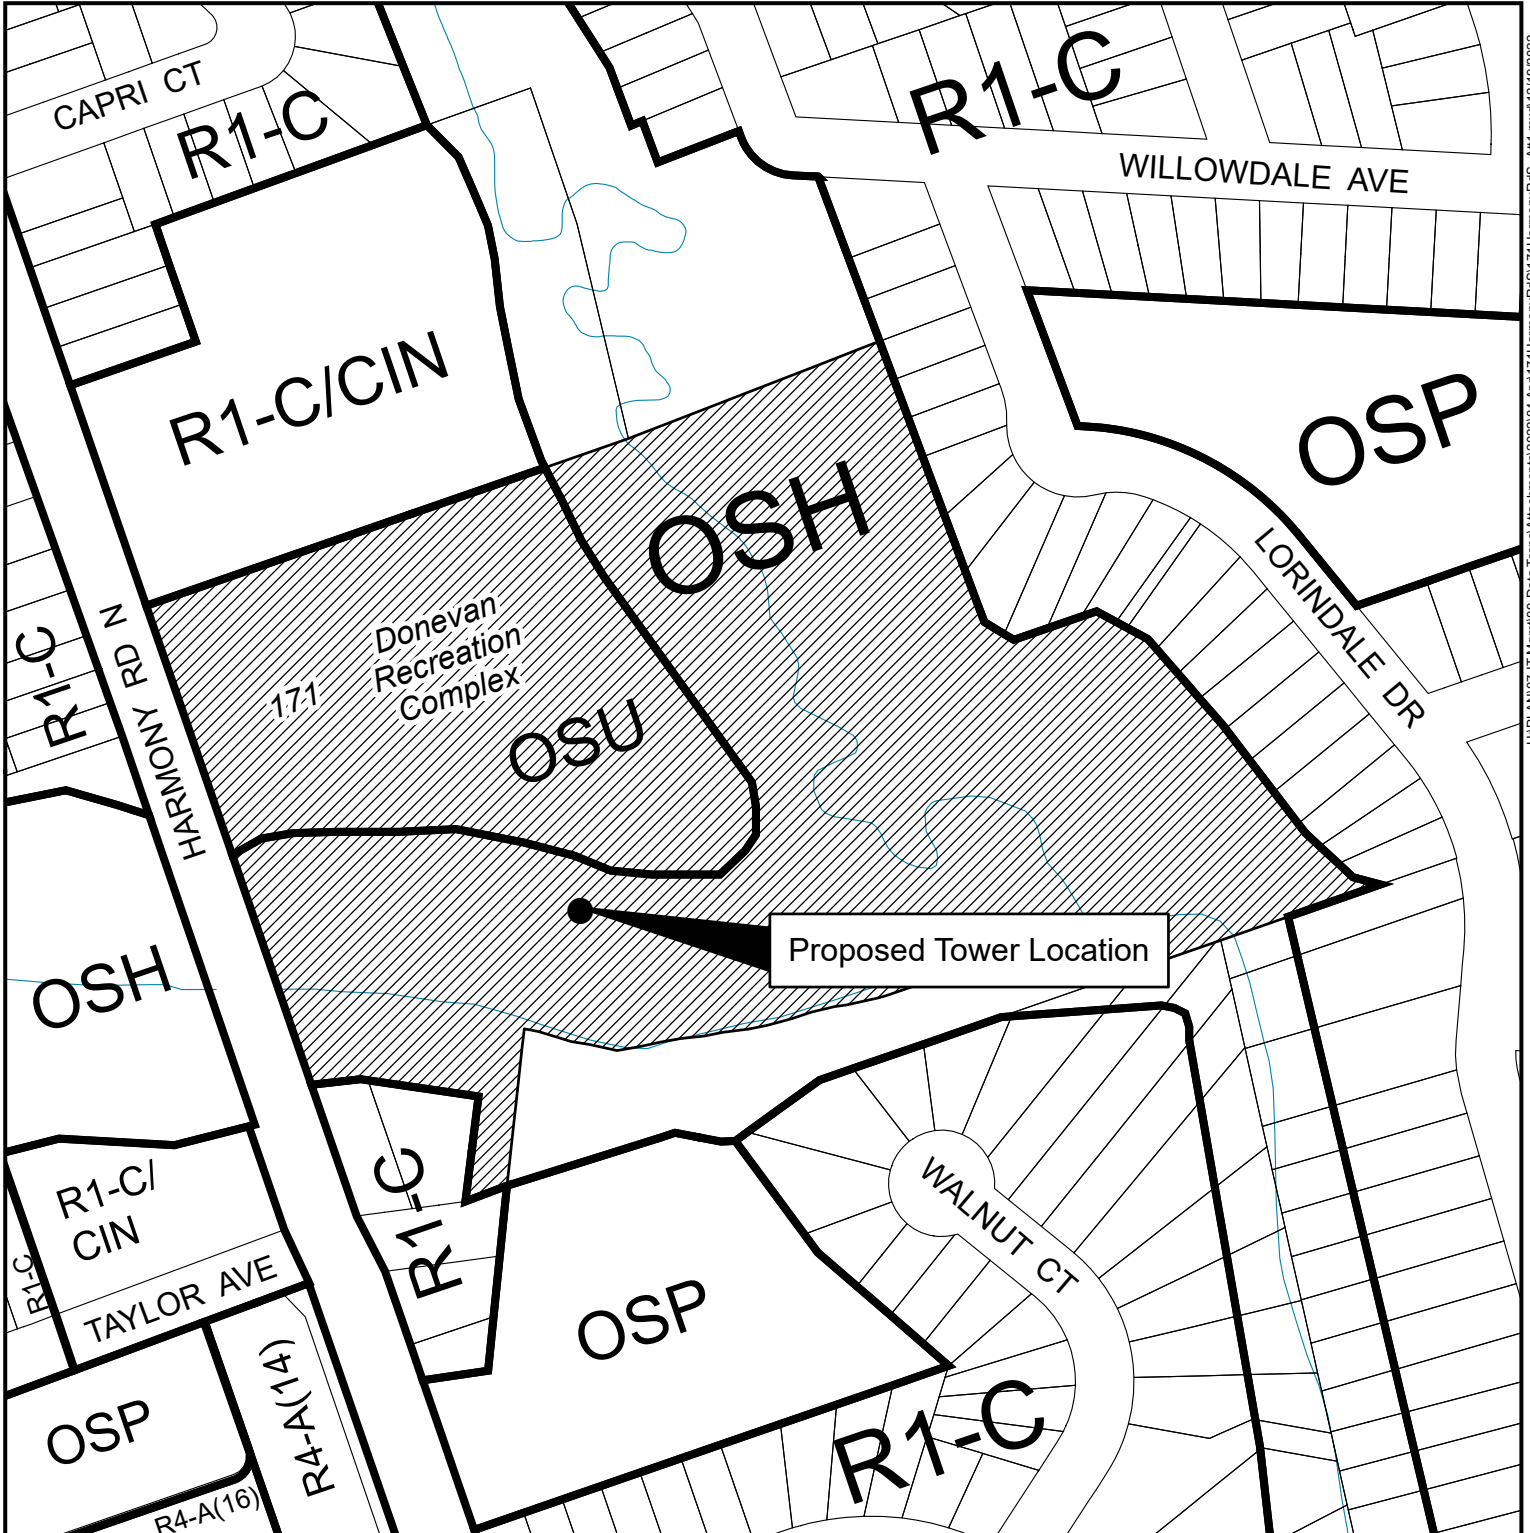 CAPRI CT
R1-C
R1-C
WILLOWDALE AVE
R1-C/CIN
OSP
OSH
LORINDALE DR
HARMONY RD N
R1-C
Donevan
Recreation
Complex
171
OSU
Proposed Tower Location
OSH
R1-C/
CIN
R1-C
R1-C
WALNUT CT
TAYLOR AVE
OSP
OSP
R4-A(14)
R1-C
R4-A(16)